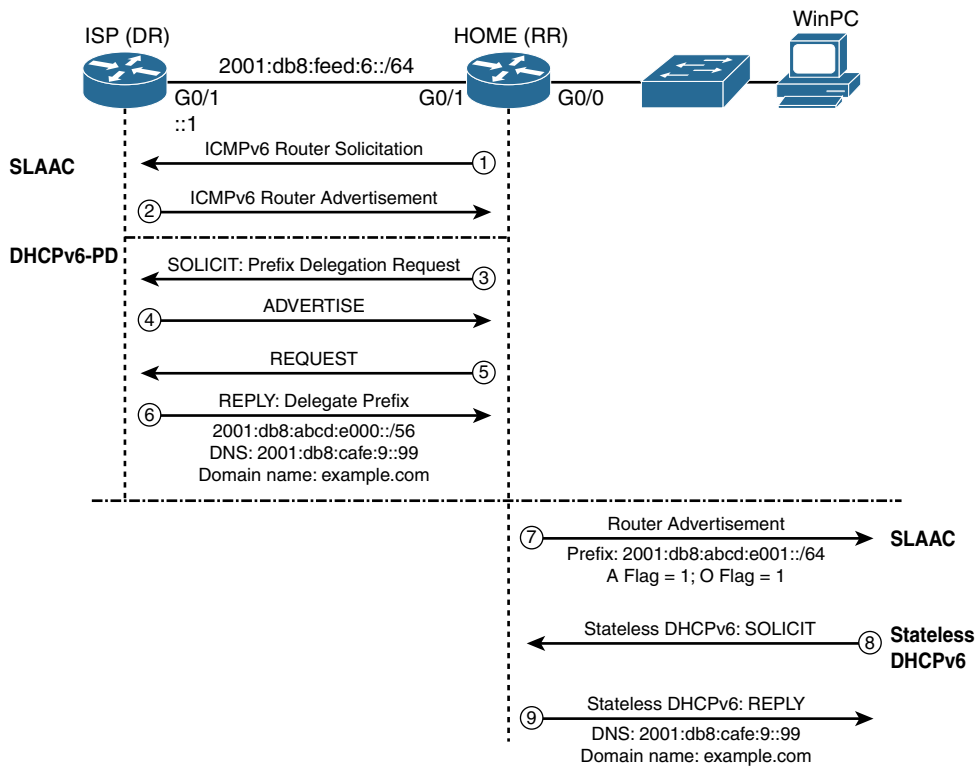 WinPC
ISP (DR)
HOME (RR)
2001:db8:feed:6::/64
G0/1
G0/1
G0/0
::1
ICMPv6 Router Solicitation
1
SLAAC
ICMPv6 Router Advertisement
2
DHCPv6-PD
SOLICIT: Prefix Delegation Request
3
ADVERTISE
4
REQUEST
5
REPLY: Delegate Prefix
6
2001:db8:abcd:e000::/56
DNS: 2001:db8:cafe:9::99
Domain name: example.com
Router Advertisement
7
SLAAC
Prefix: 2001:db8:abcd:e001::/64
A Flag = 1; O Flag = 1
Stateless DHCPv6: SOLICIT
8
Stateless
DHCPv6
Stateless DHCPv6: REPLY
9
DNS: 2001:db8:cafe:9::99
Domain name: example.com